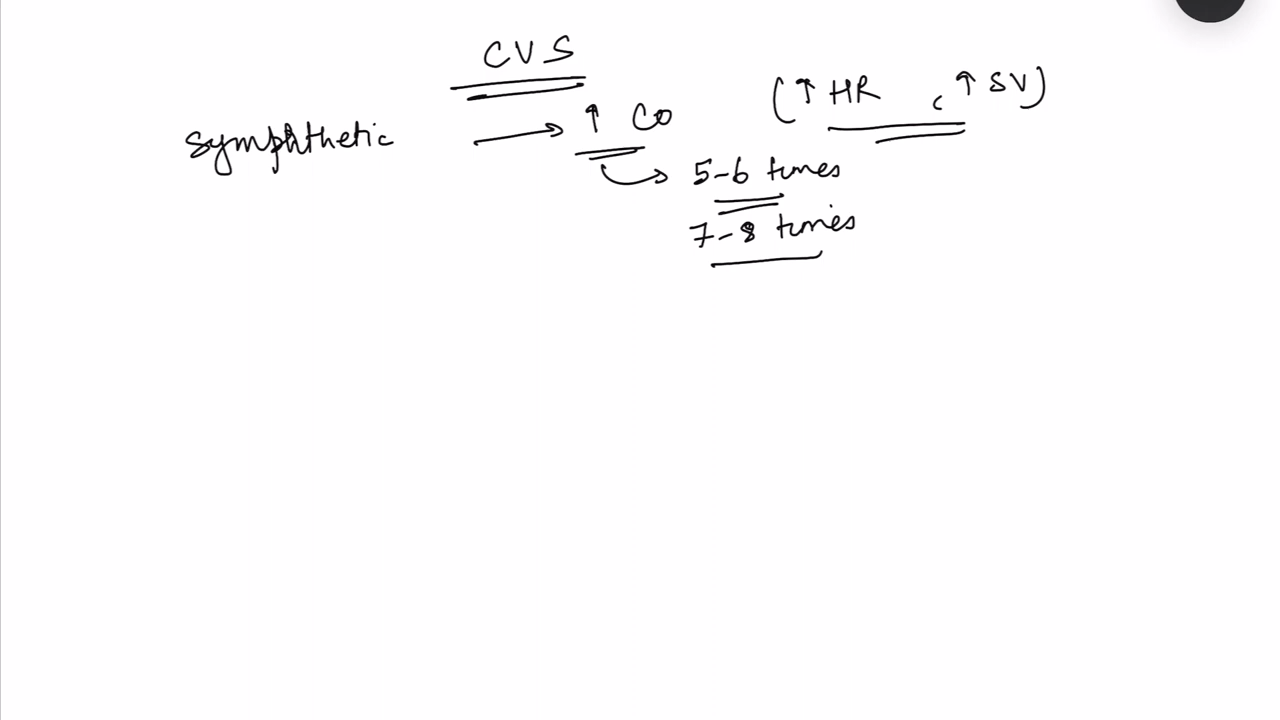 CVS
symphthetic → ↑ CO (↑ HR, ↑ SV)
5-6 times
7-8 times